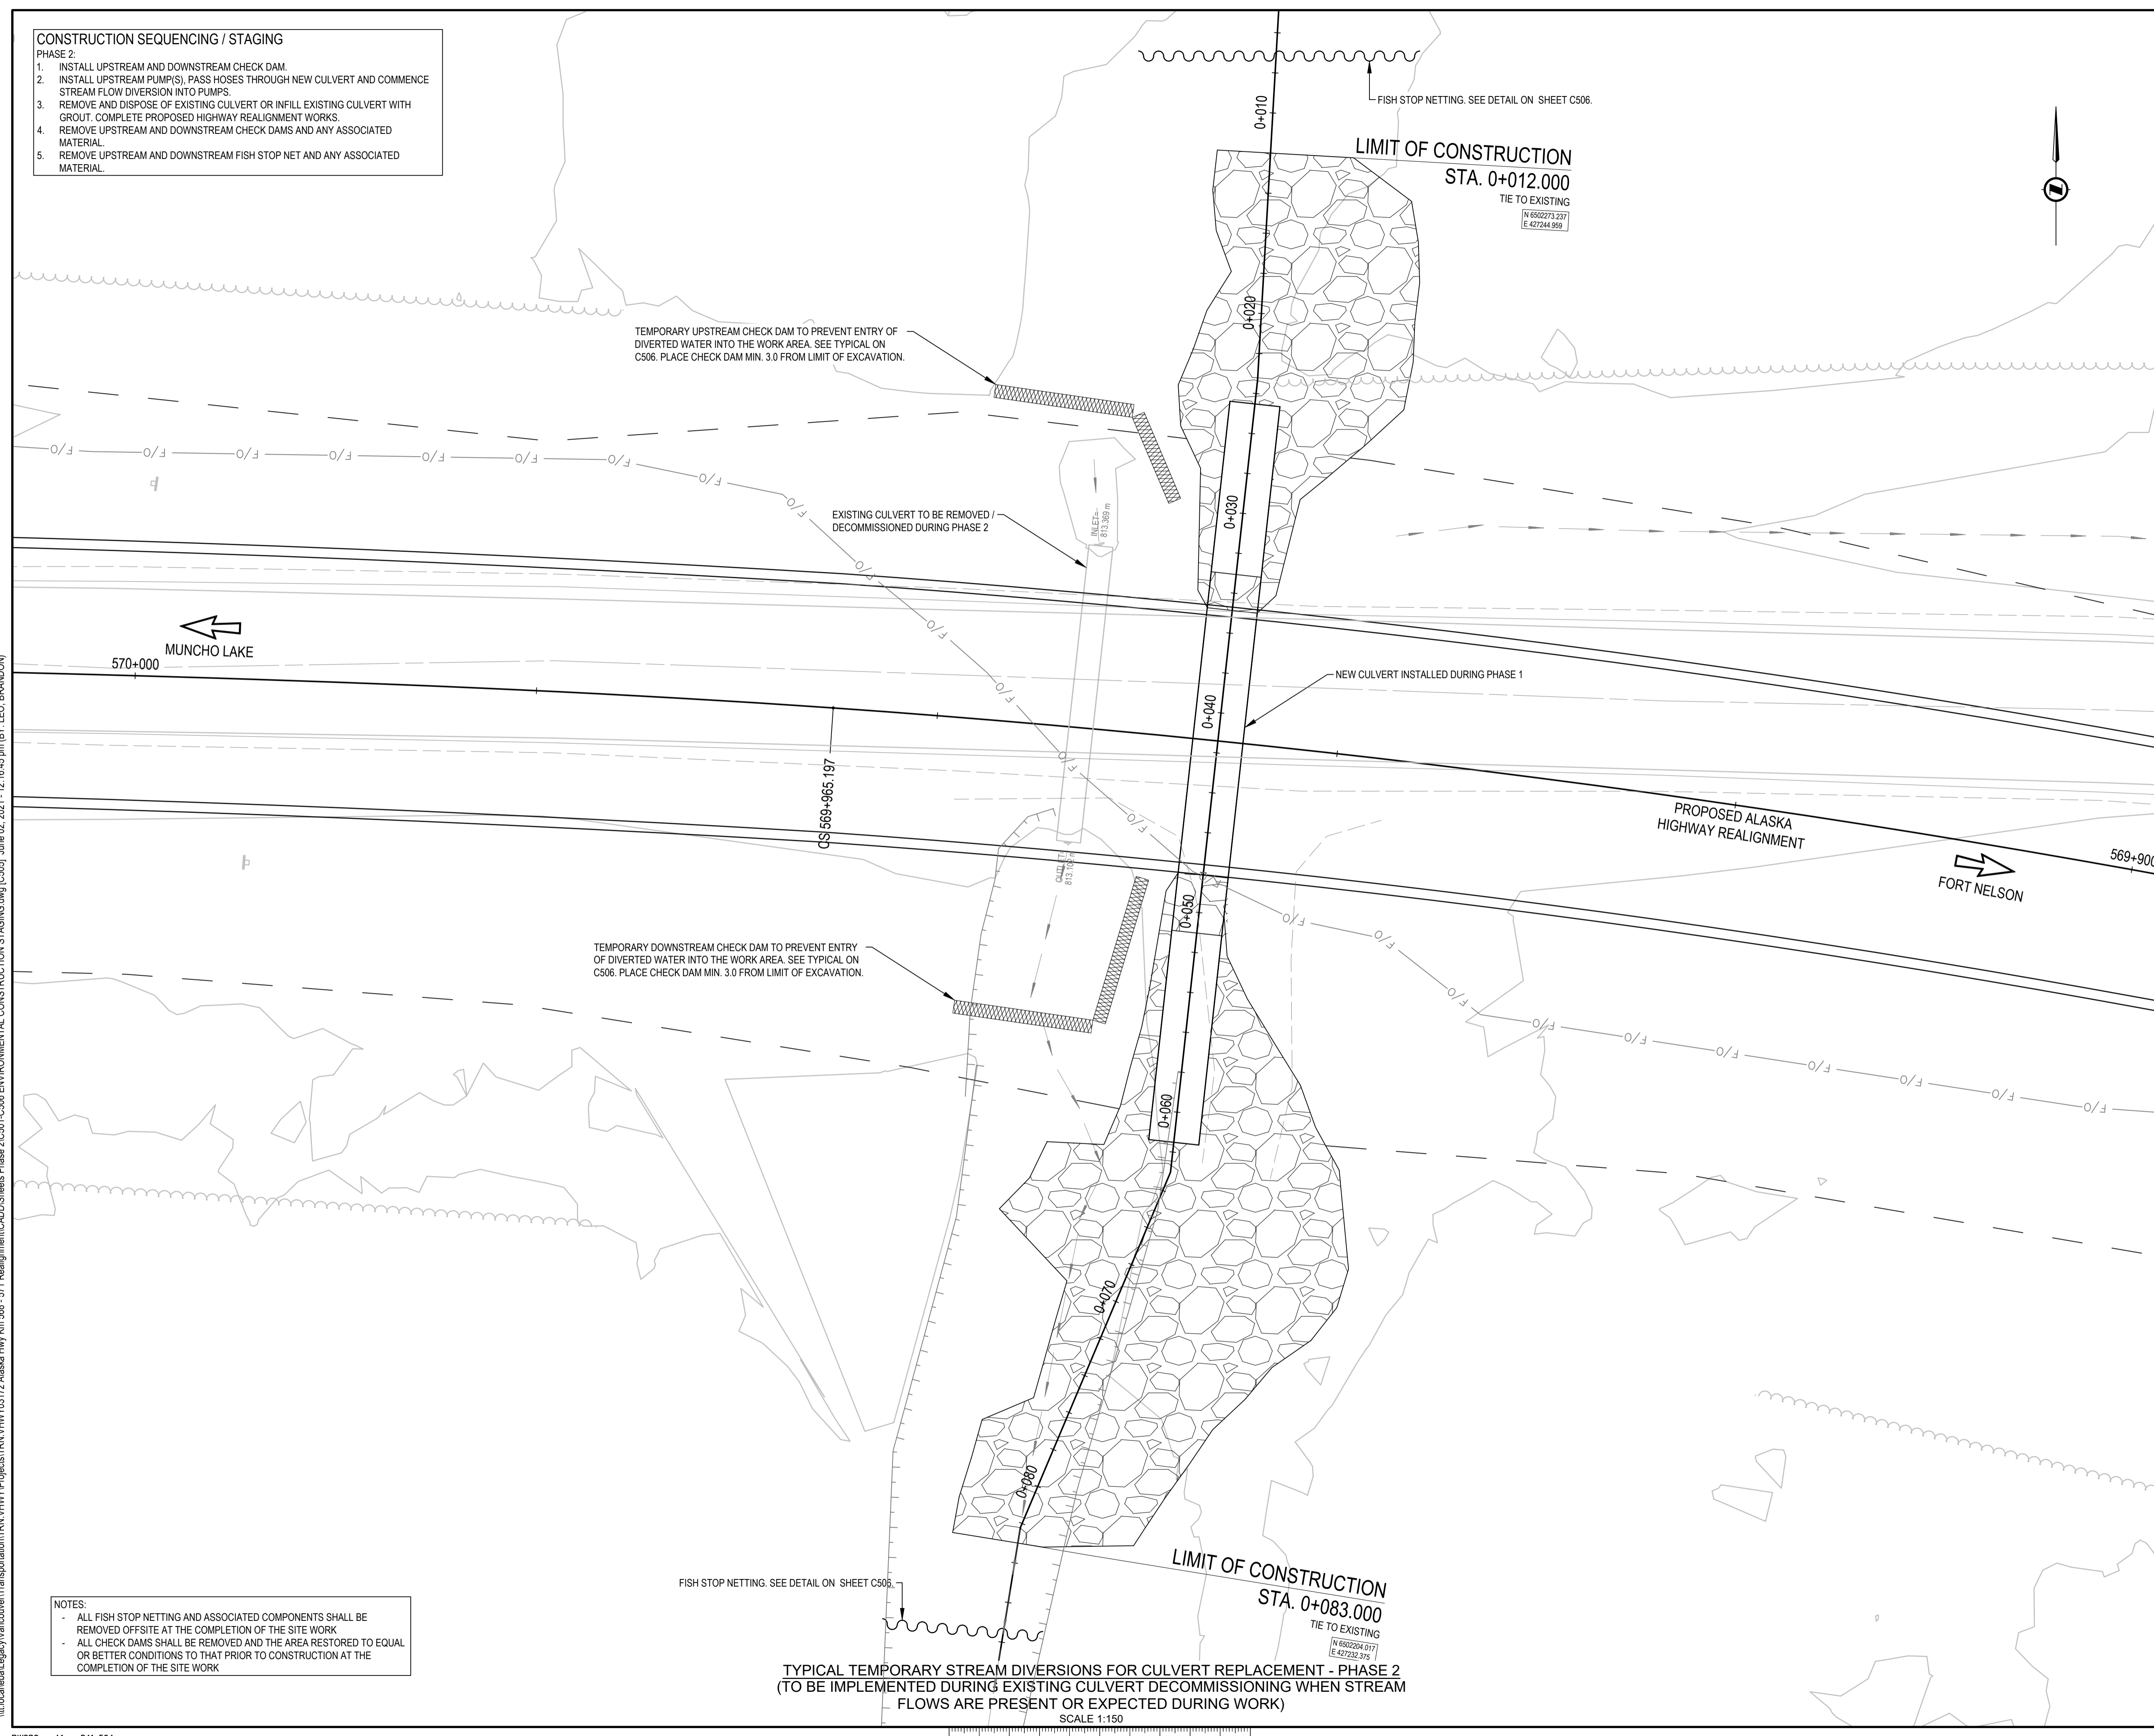 CONSTRUCTION SEQUENCING / STAGING
PHASE 2:
1. INSTALL UPSTREAM AND DOWNSTREAM CHECK DAM.
2. INSTALL UPSTREAM PUMP(S), PASS HOSES THROUGH NEW CULVERT AND COMMENCE
STREAM FLOW DIVERSION INTO PUMPS.
3. REMOVE AND DISPOSE OF EXISTING CULVERT OR INFILL EXISTING CULVERT WITH
GROUT. COMPLETE PROPOSED HIGHWAY REALIGNMENT WORKS.
4. REMOVE UPSTREAM AND DOWNSTREAM CHECK DAMS AND ANY ASSOCIATED
MATERIAL.
5. REMOVE UPSTREAM AND DOWNSTREAM FISH STOP NET AND ANY ASSOCIATED
MATERIAL.
FISH STOP NETTING. SEE DETAIL ON SHEET C506.
0+010
LIMIT OF CONSTRUCTION
STA. 0+012.000
TIE TO EXISTING
N 6502273.237
E 427244.959
0+020
TEMPORARY UPSTREAM CHECK DAM TO PREVENT ENTRY OF
DIVERTED WATER INTO THE WORK AREA. SEE TYPICAL ON
C506. PLACE CHECK DAM MIN. 3.0 FROM LIMIT OF EXCAVATION.
F/O F/O F/O F/O F/O F/O F/O F/O F/O F/O F/O F/O F/O F/O
0+030
INLET=
813.369 m
EXISTING CULVERT TO BE REMOVED /
DECOMMISSIONED DURING PHASE 2
MUNCHO LAKE
570+000
NEW CULVERT INSTALLED DURING PHASE 1
0+040
CS 569+965.197
PROPOSED ALASKA
HIGHWAY REALIGNMENT
569+900
FORT NELSON
OUTLET=
0+050
F/O F/O F/O F/O F/O F/O F/O F/O F/O F/O
TEMPORARY DOWNSTREAM CHECK DAM TO PREVENT ENTRY
OF DIVERTED WATER INTO THE WORK AREA. SEE TYPICAL ON
C506. PLACE CHECK DAM MIN. 3.0 FROM LIMIT OF EXCAVATION.
0+060
0+070
0+080
LIMIT OF CONSTRUCTION
STA. 0+083.000
TIE TO EXISTING
N 6502204.017
E 427232.375
FISH STOP NETTING. SEE DETAIL ON SHEET C506.
NOTES:
- ALL FISH STOP NETTING AND ASSOCIATED COMPONENTS SHALL BE
REMOVED OFFSITE AT THE COMPLETION OF THE SITE WORK
- ALL CHECK DAMS SHALL BE REMOVED AND THE AREA RESTORED TO EQUAL
OR BETTER CONDITIONS TO THAT PRIOR TO CONSTRUCTION AT THE
COMPLETION OF THE SITE WORK
TYPICAL TEMPORARY STREAM DIVERSIONS FOR CULVERT REPLACEMENT - PHASE 2
(TO BE IMPLEMENTED DURING EXISTING CULVERT DECOMMISSIONING WHEN STREAM
FLOWS ARE PRESENT OR EXPECTED DURING WORK)
SCALE 1:150